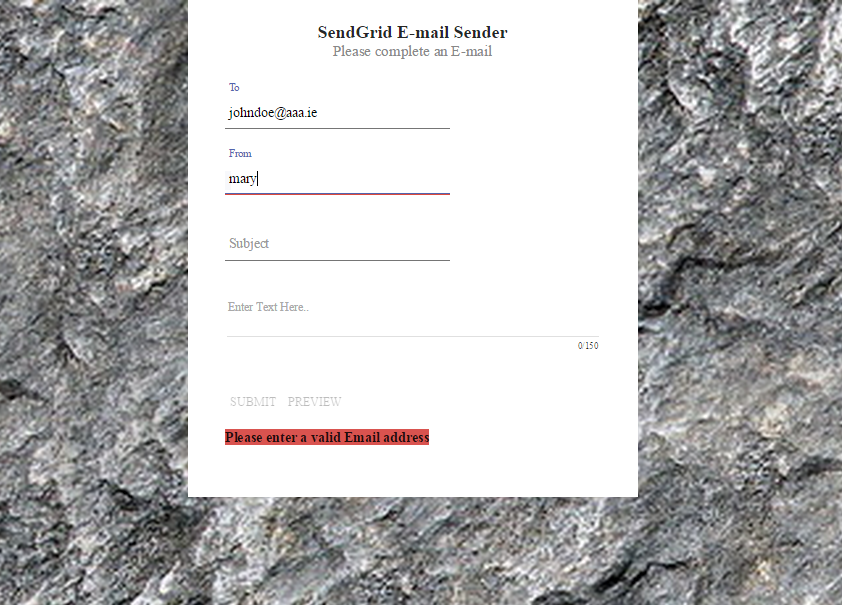 SendGrid E-mail Sender
Please complete an E-mail
To
johndoe@aaa.ie
From
mary
Subject
Enter Text Here..
0/150
SUBMIT PREVIEW
Please enter a valid Email address